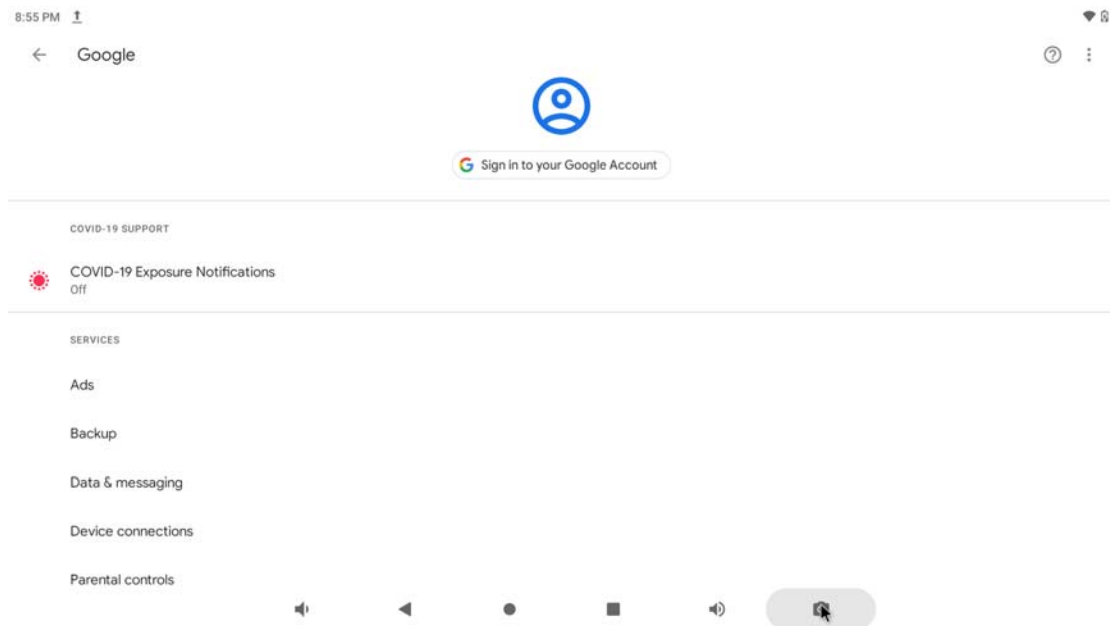 8:55 PM
Google
Sign in to your Google Account
COVID-19 SUPPORT
COVID-19 Exposure Notifications
Off
SERVICES
Ads
Backup
Data & messaging
Device connections
Parental controls